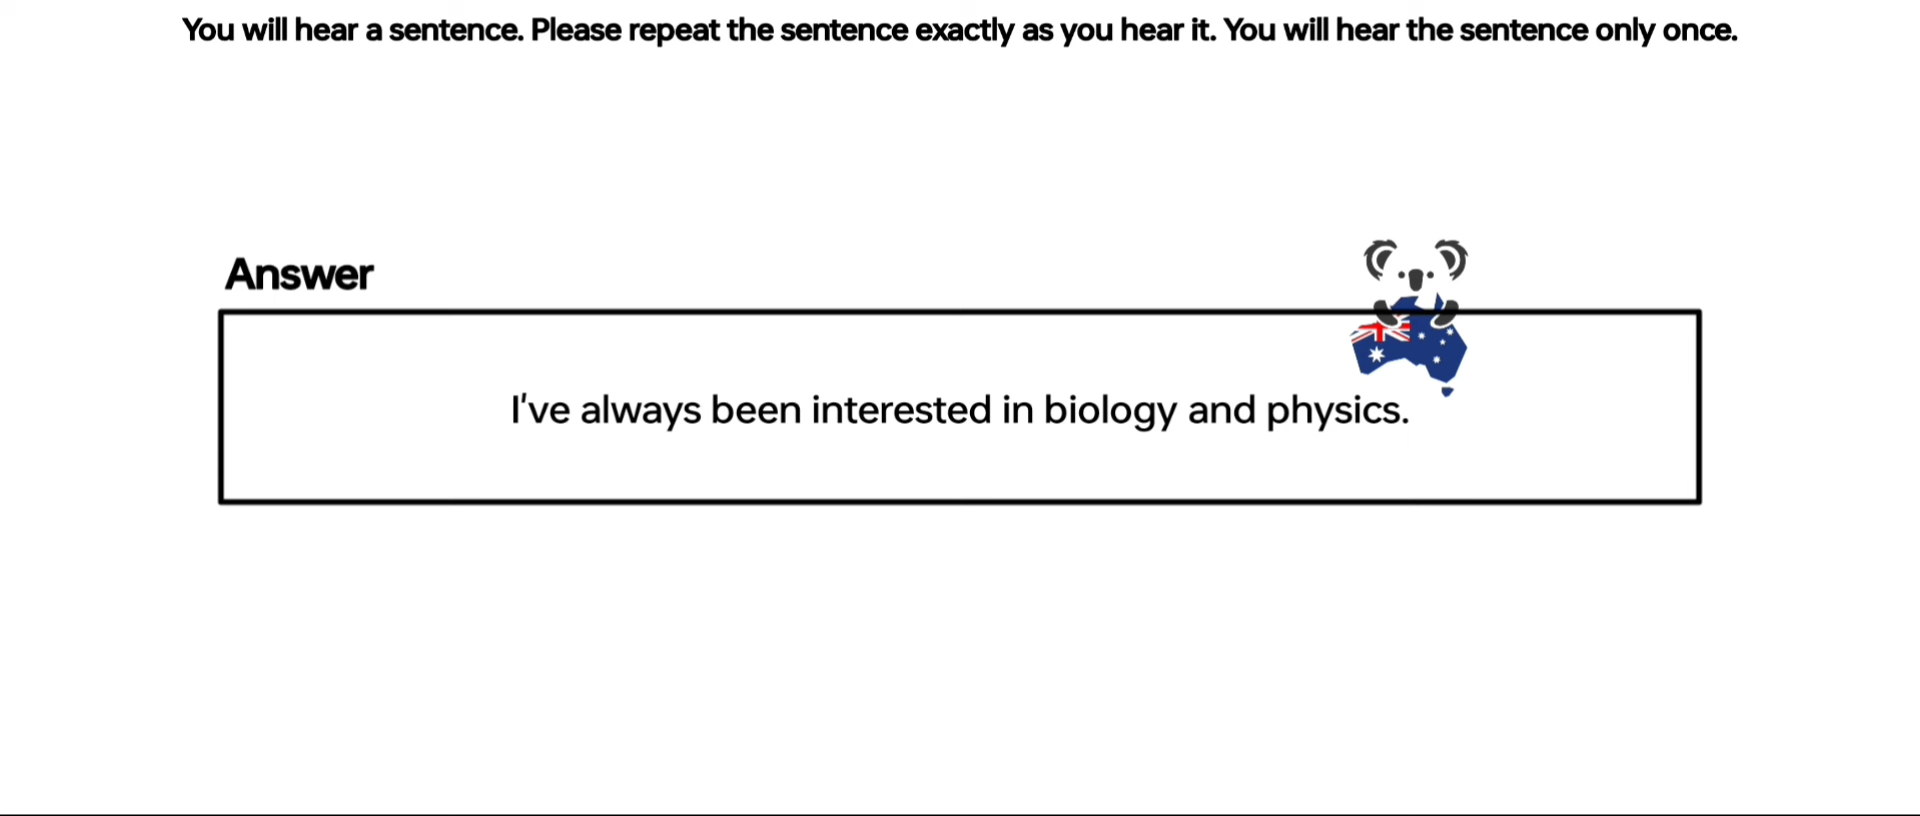 You will hear a sentence. Please repeat the sentence exactly as you hear it. You will hear the sentence only once.
Answer
I've always been interested in biology and physics.